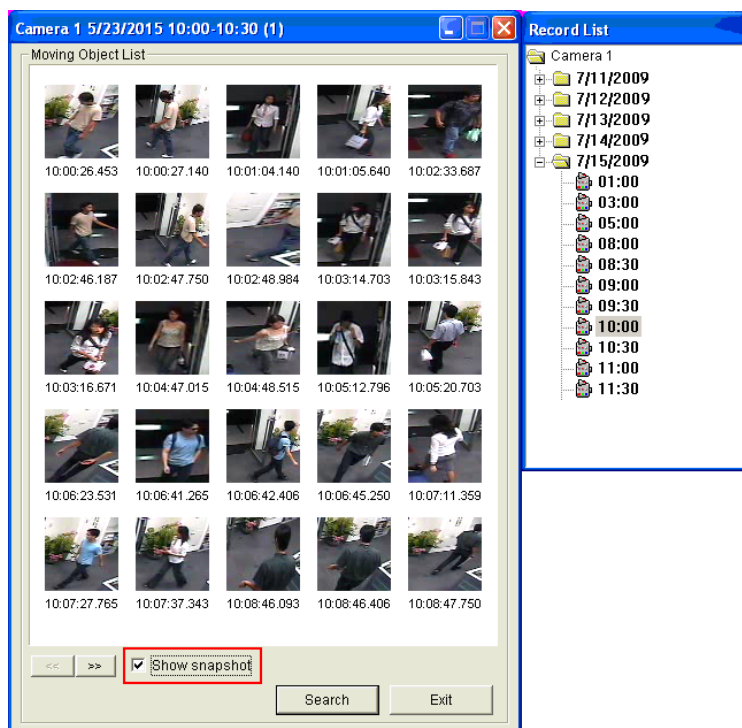 Camera 1 5/23/2015 10:00-10:30 (1)
Moving Object List
10:00:26.453 10:00:27.140 10:01:04.140 10:01:05.640 10:02:33.687
10:02:46.187 10:02:47.750 10:02:48.984 10:03:14.703 10:03:15.843
10:03:16.671 10:04:47.015 10:04:48.515 10:05:12.796 10:05:20.703
10:06:23.531 10:06:41.265 10:06:42.406 10:06:45.250 10:07:11.359
10:07:27.765 10:07:37.343 10:08:46.093 10:08:46.406 10:08:47.750
<< >> Show snapshot
Search Exit
Record List
Camera 1
7/11/2009
7/12/2009
7/13/2009
7/14/2009
7/15/2009
01:00
03:00
05:00
08:00
08:30
09:00
09:30
10:00
10:30
11:00
11:30